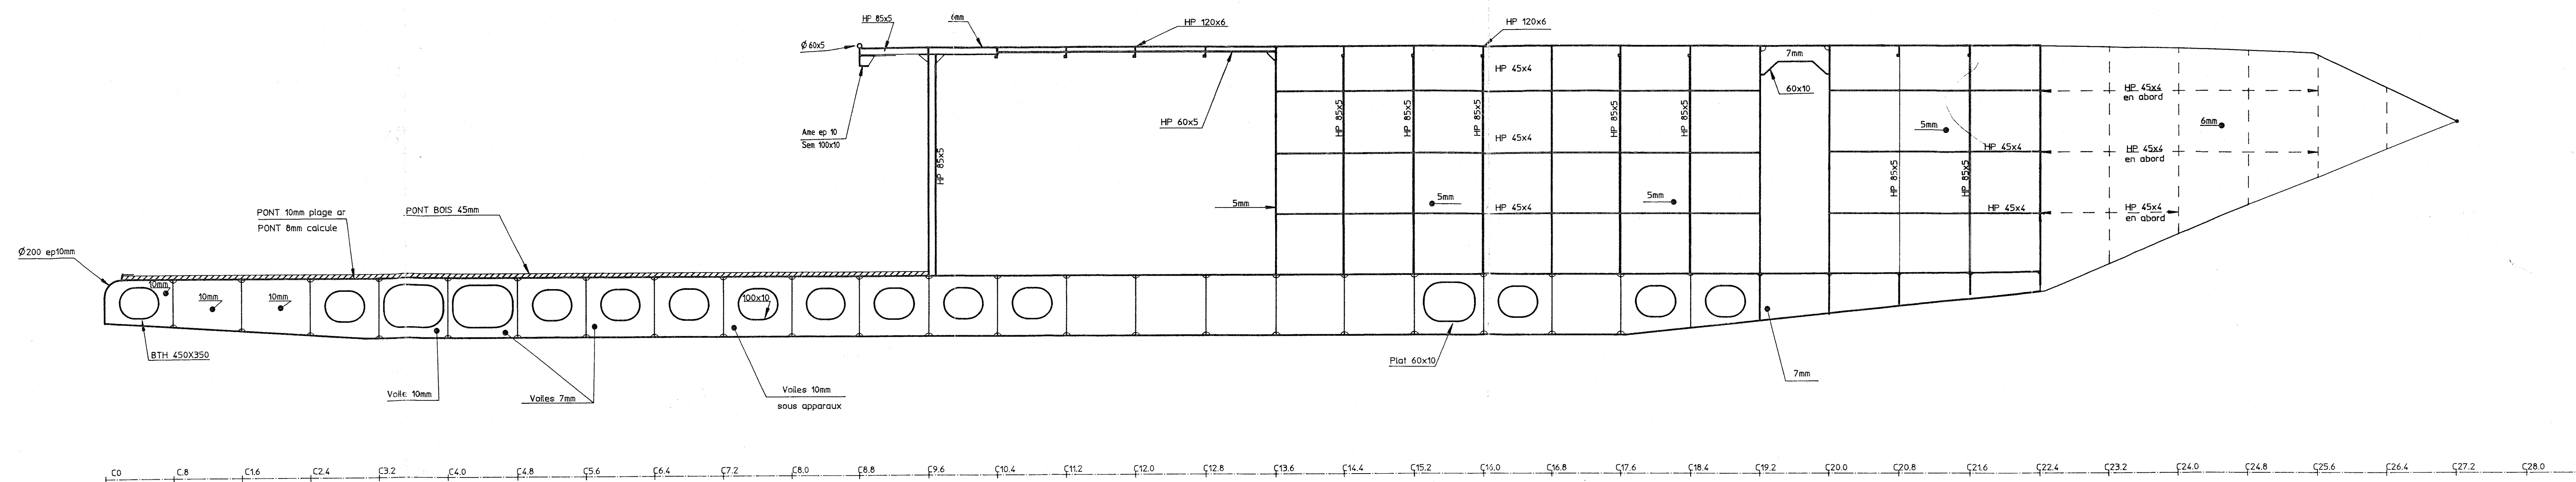 HP 85x5
6mm
HP 120x6
HP 120x6
Ø60x5
7mm
HP 45x4
60x10
HP 45x4
en abord
Ame ep 10
Sem 100x10
HP 60x5
HP 85x5
HP 85x5
HP 85x5
HP 85x5
HP 85x5
HP 45x4
5mm
6mm
HP 45x4
HP 45x4
en abord
HP 85x5
HP 85x5
HP 85x5
5mm
5mm
5mm
HP 45x4
HP 45x4
HP 45x4
en abord
PONT 10mm plage ar
PONT 8mm calcule
PONT BOIS 45mm
Ø200 ep10mm
10mm
10mm
10mm
100x10
BTH 450X350
Plat 60x10
7mm
Voile 10mm
Voiles 7mm
Voiles 10mm
sous apparaux
C0 C.8 C1.6 C2.4 C3.2 C4.0 C4.8 C5.6 C6.4 C7.2 C8.0 C8.8 C9.6 C10.4 C11.2 C12.0 C12.8 C13.6 C14.4 C15.2 C16.0 C16.8 C17.6 C18.4 C19.2 C20.0 C20.8 C21.6 C22.4 C23.2 C24.0 C24.8 C25.6 C26.4 C27.2 C28.0